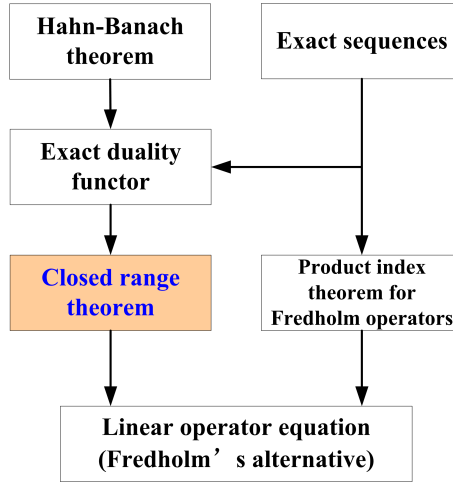 Hahn-Banach
theorem
Exact sequences
Exact duality
functor
Closed range
theorem
Product index
theorem for
Fredholm operators
Linear operator equation
(Fredholm’s alternative)